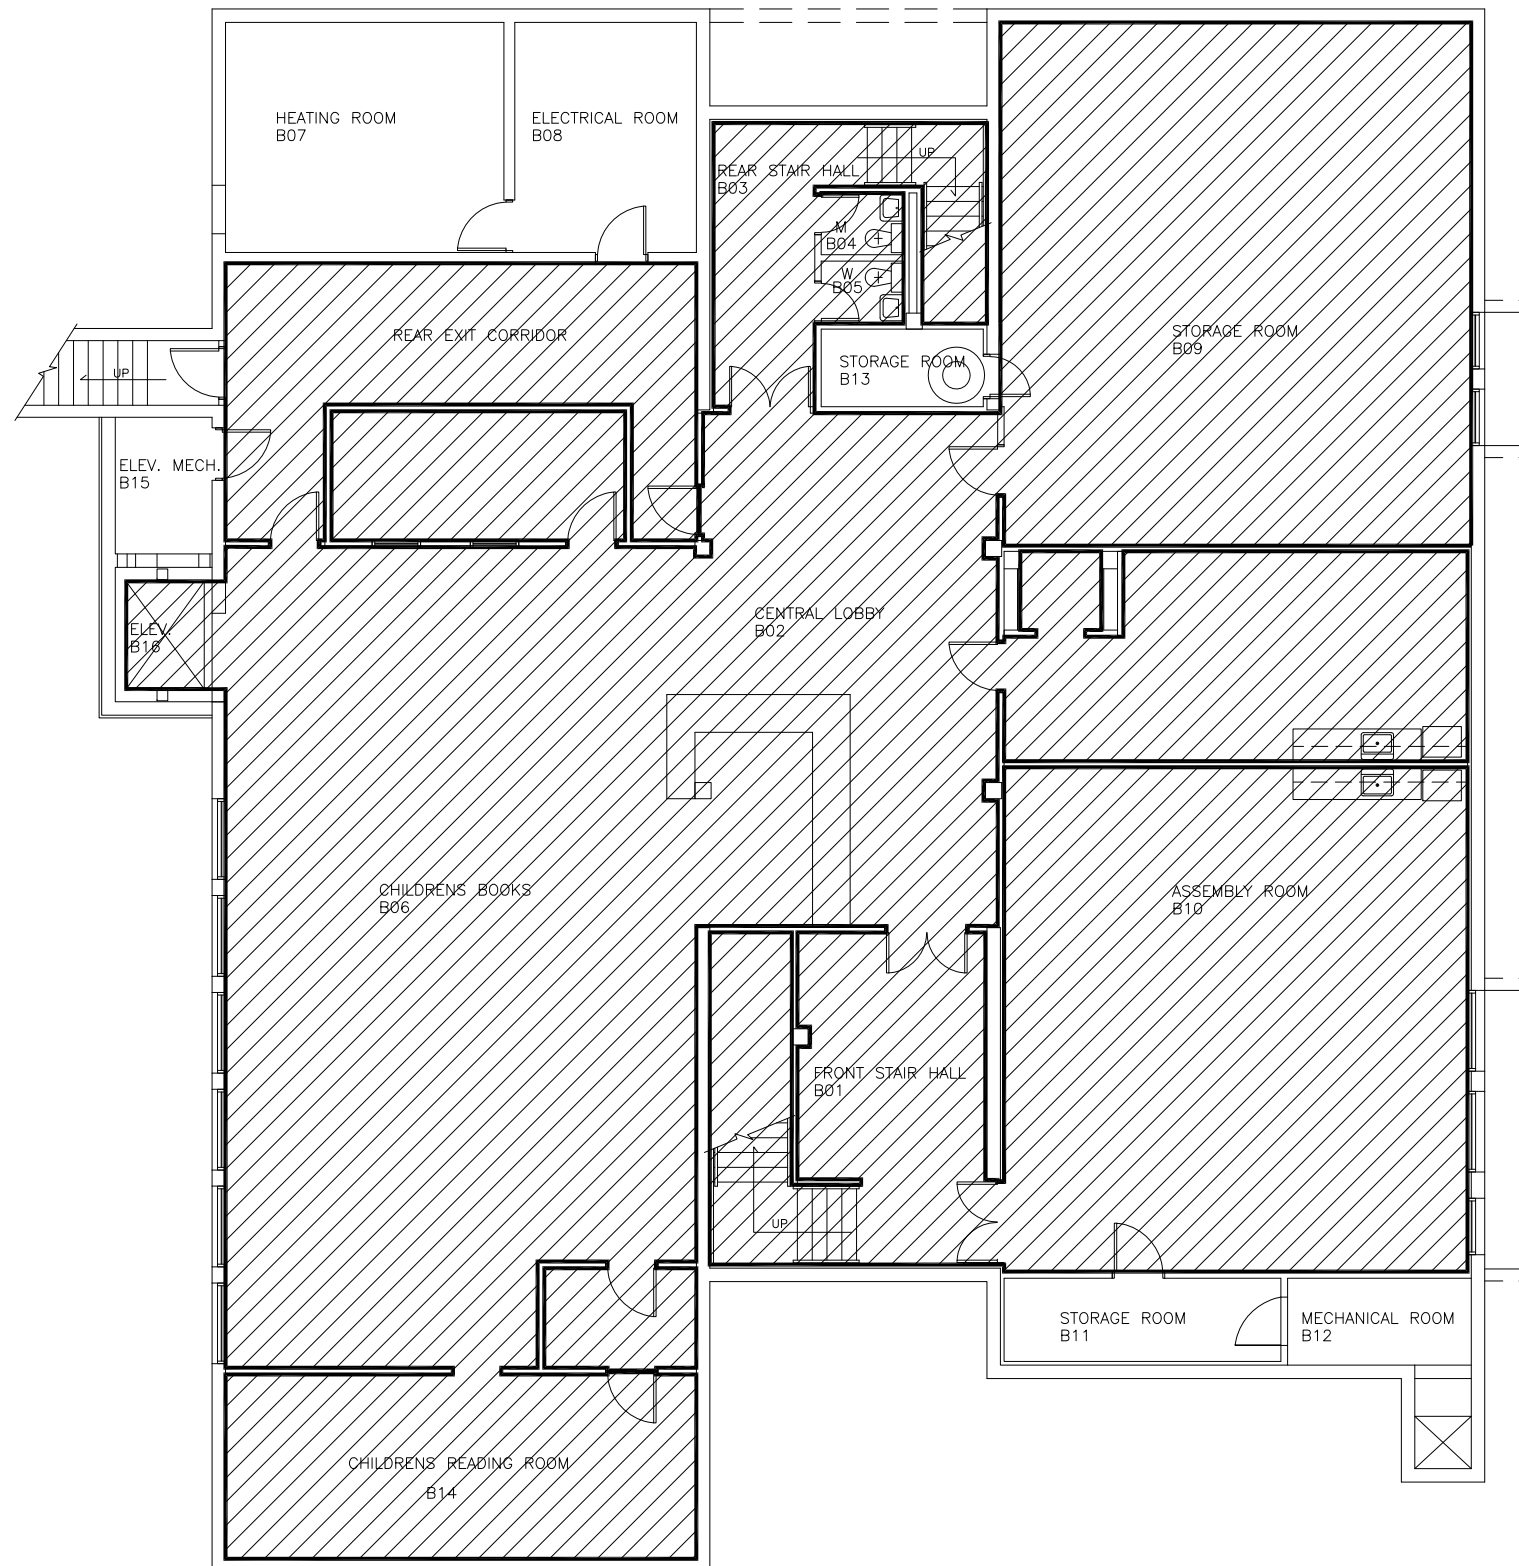 HEATING ROOM
B07
ELECTRICAL ROOM
B08
UP
REAR STAIR HALL
B03
M
B04
W
B05
REAR EXIT CORRIDOR
STORAGE ROOM
B09
STORAGE ROOM
B13
UP
ELEV. MECH.
B15
CENTRAL LOBBY
B02
ELEV.
B16
CHILDRENS BOOKS
B06
ASSEMBLY ROOM
B10
FRONT STAIR HALL
B01
UP
STORAGE ROOM
B11
MECHANICAL ROOM
B12
CHILDRENS READING ROOM
B14